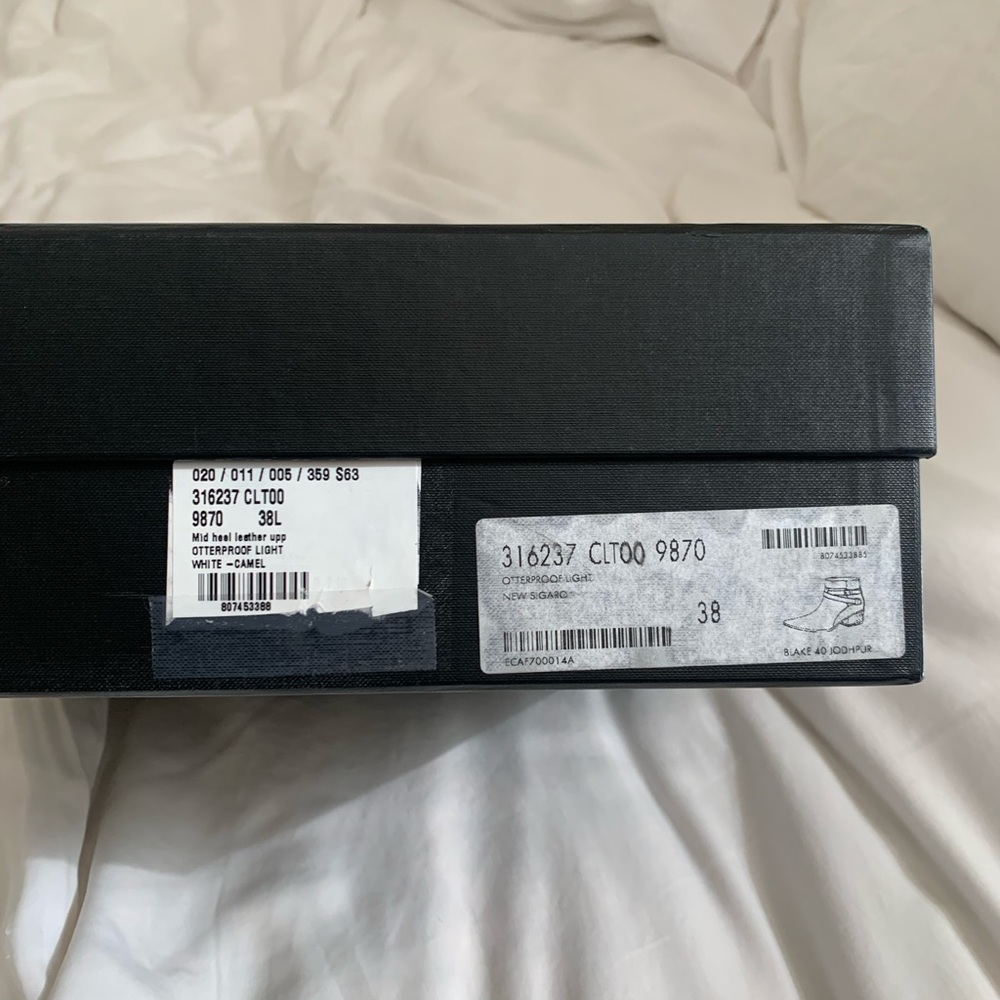 020 / 011 / 005 / 359 S63
316237 CLT00
9870 38L
Mid heel leather upp
OTTERPROOF LIGHT
WHITE -CAMEL
807453388
316237 CLT00 9870
OTTERPROOF LIGHT
NEW SIGARO
38
ECAF700014A
BLAKE 40 JODHPUR